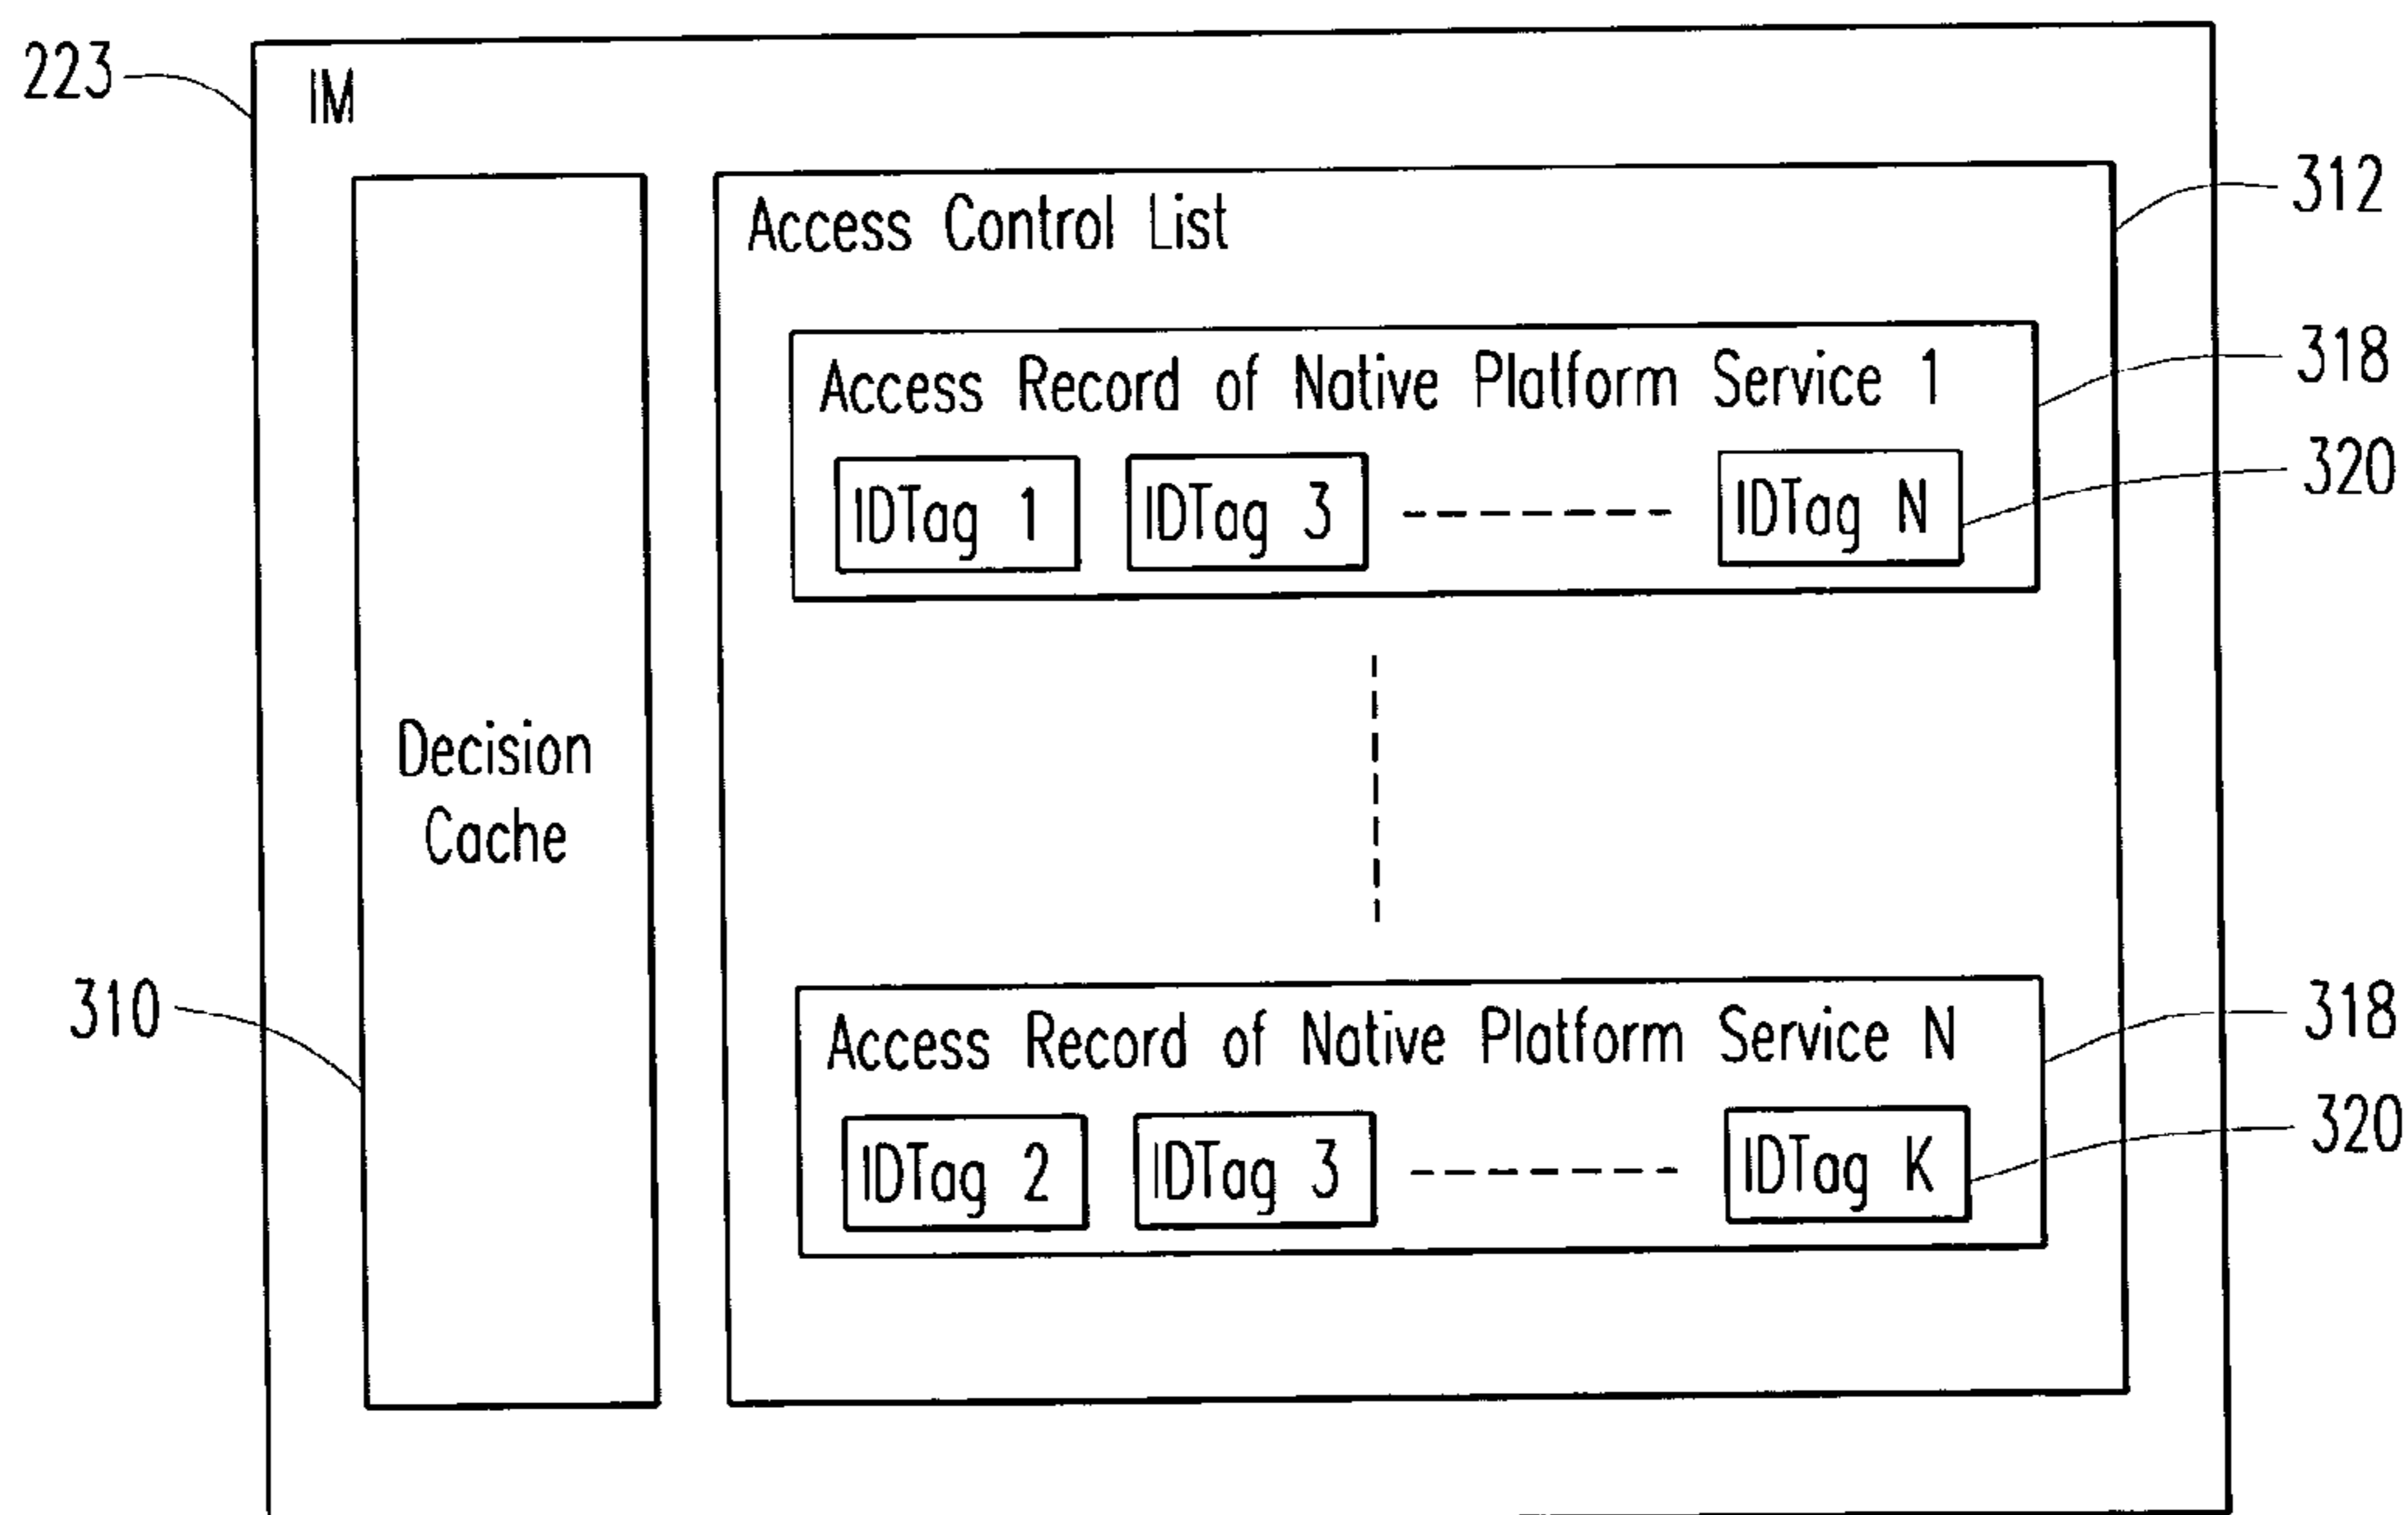 223
IM
312
Access Control List
318
Access Record of Native Platform Service 1
320
IDTag 1
IDTag 3
IDTag N
Decision
Cache
310
318
Access Record of Native Platform Service N
320
IDTag 2
IDTag 3
IDTag K